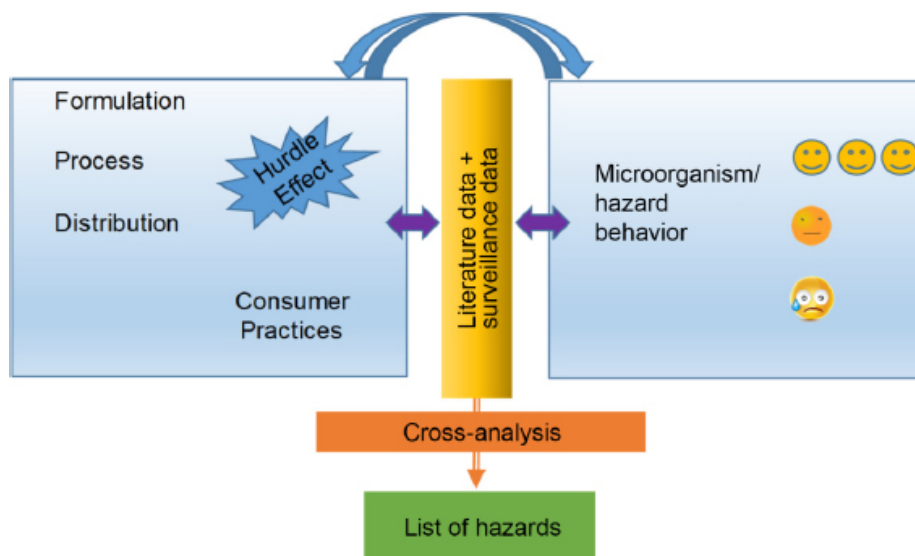 Formulation
Process
Distribution
Hurdle
Effect
Consumer
Practices
Literature data +
surveillance data
Microorganism/
hazard
behavior
Cross-analysis
List of hazards